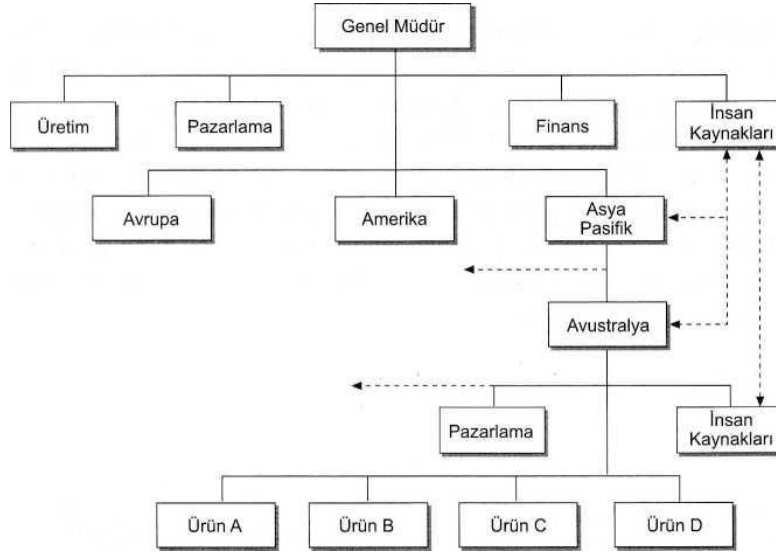 Genel Müdür
Üretim
Pazarlama
Finans
İnsan
Kaynakları
Avrupa
Amerika
Asya
Pasifik
Avustralya
Pazarlama
İnsan
Kaynakları
Ürün A
Ürün B
Ürün C
Ürün D